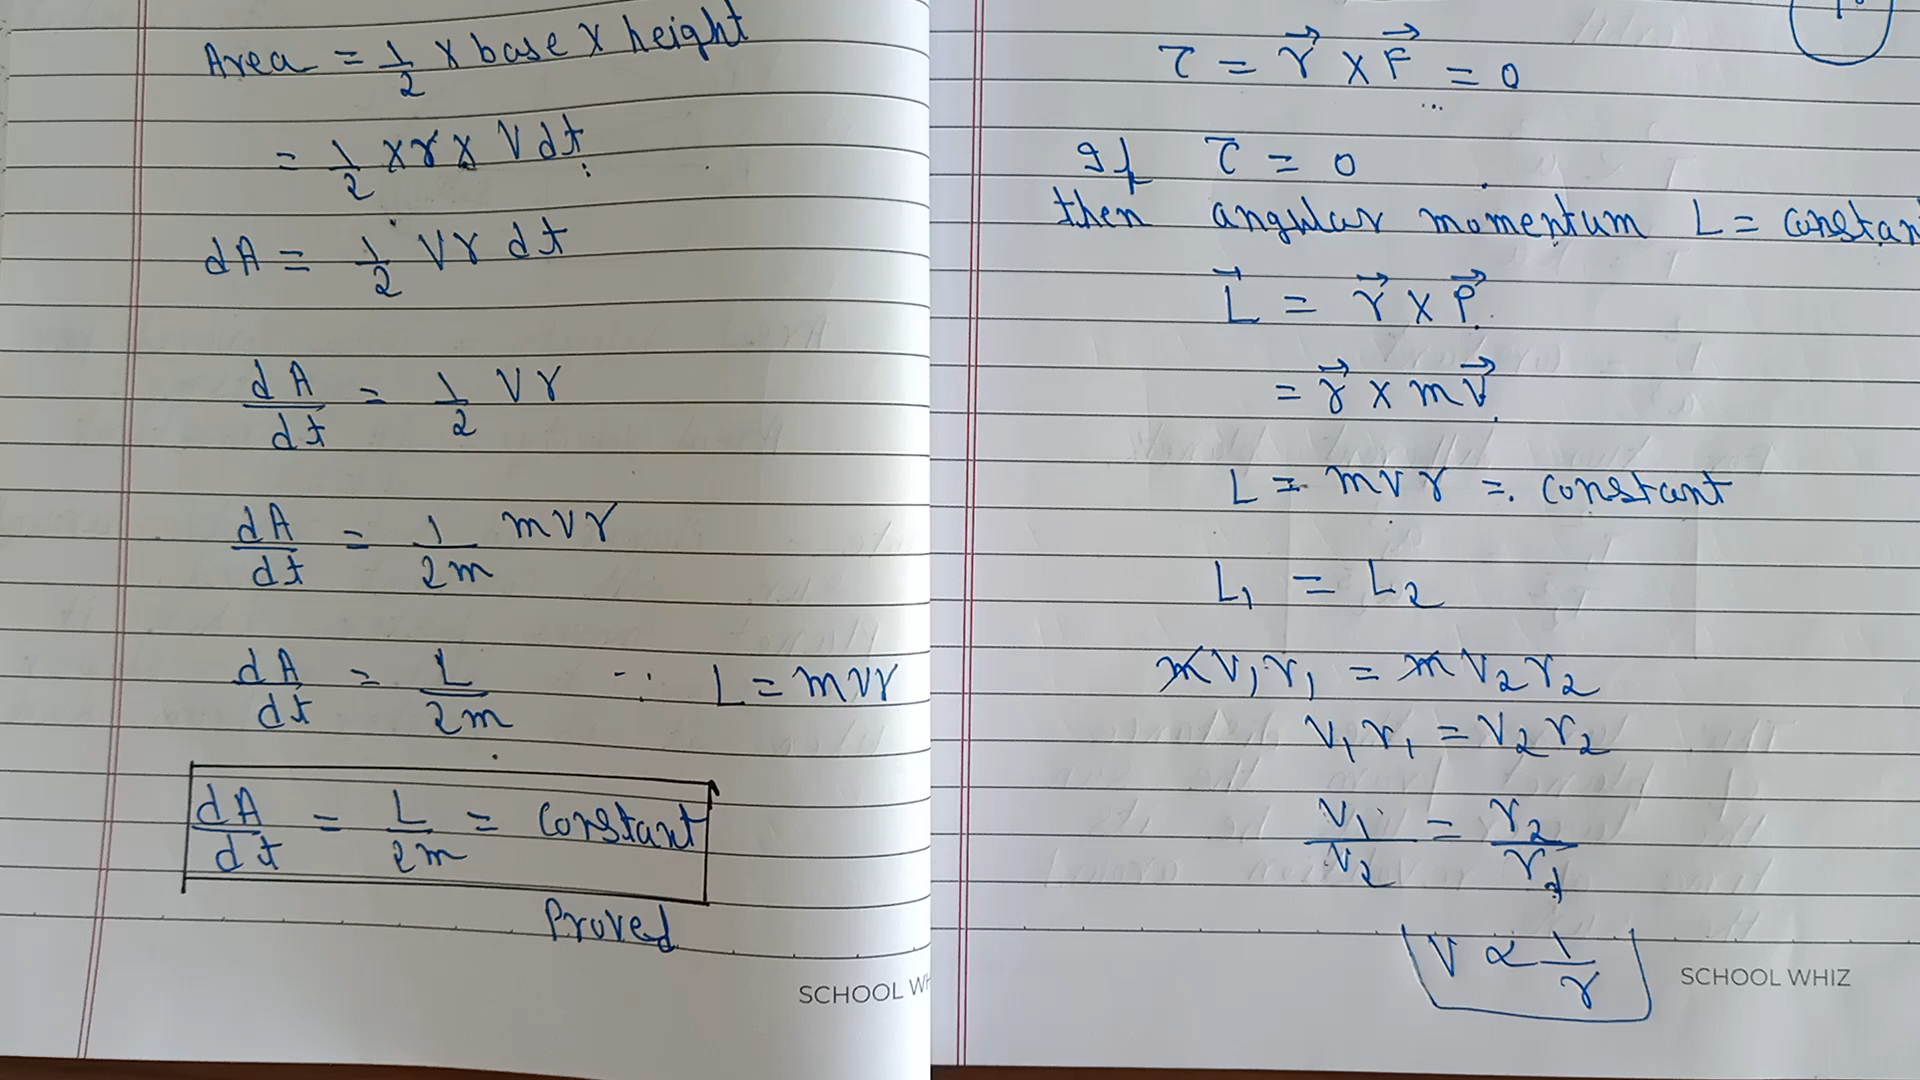 Area = 1/2 × base × height
= 1/2 × r × V dt
dA = 1/2 Vr dt
dA/dt = 1/2 Vr
dA/dt = 1/2m mvr
dA/dt = L/2m ∵ L = mvr
dA/dt = L/2m = Constant
Proved
SCHOOL WH
τ = r⃗ × F⃗ = 0
If τ = 0
then angular momentum L = constan
L⃗ = r⃗ × P⃗
= r⃗ × mV⃗
L = mvr = constant
L₁ = L₂
mv₁r₁ = mv₂r₂
v₁r₁ = v₂r₂
v₁/v₂ = r₂/r₁
V ∝ 1/r
SCHOOL WHIZ